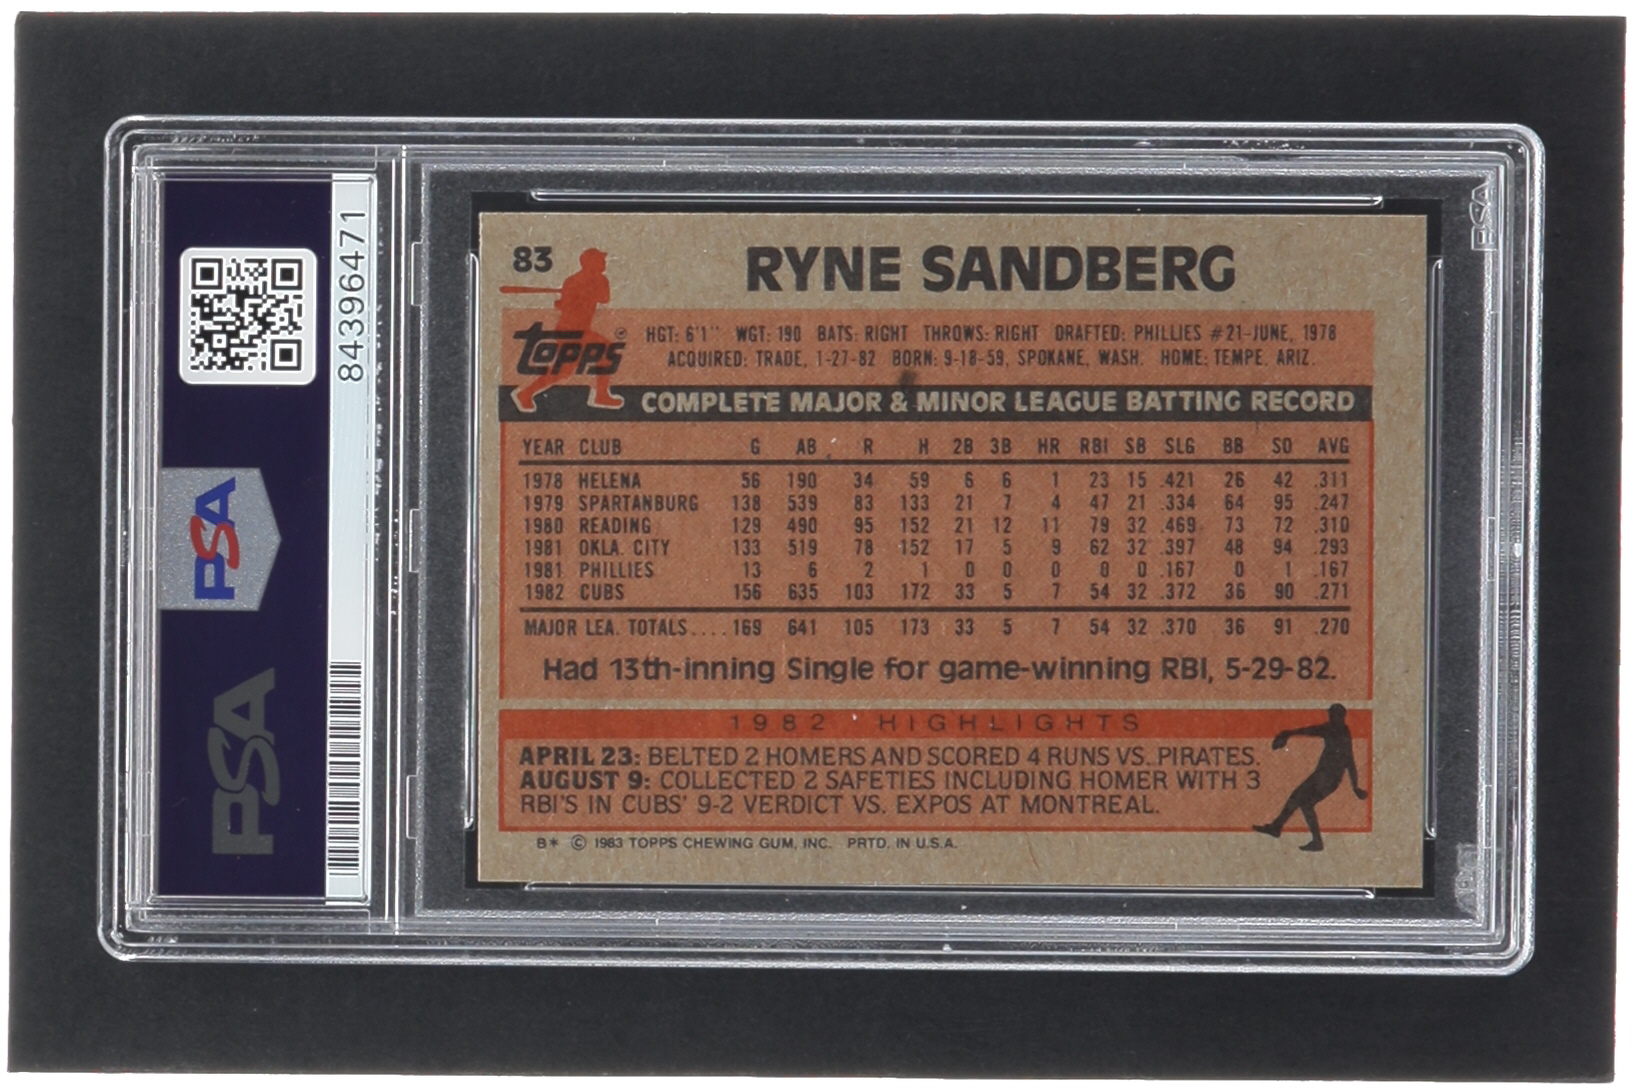 84396471
PSA
PSA
PSA
83
RYNE SANDBERG
topps
HGT: 6'1" WGT: 190 BATS: RIGHT THROWS: RIGHT DRAFTED: PHILLIES #21-JUNE, 1978
ACQUIRED: TRADE, 1-27-82 BORN: 9-18-59, SPOKANE, WASH. HOME: TEMPE, ARIZ.
COMPLETE MAJOR & MINOR LEAGUE BATTING RECORD
YEAR CLUB G AB R H 2B 3B HR RBI SB SLG BB SO AVG
1978 HELENA 56 190 34 59 6 6 1 23 15 .421 26 42 .311
1979 SPARTANBURG 138 539 83 133 21 7 4 47 21 .334 64 95 .247
1980 READING 129 490 95 152 21 12 11 79 32 .469 73 72 .310
1981 OKLA. CITY 133 519 78 152 17 5 9 62 32 .397 48 94 .293
1981 PHILLIES 13 6 2 1 0 0 0 0 0 .167 0 1 .167
1982 CUBS 156 635 103 172 33 5 7 54 32 .372 36 90 .271
MAJOR LEA. TOTALS.... 169 641 105 173 33 5 7 54 32 .370 36 91 .270
Had 13th-inning Single for game-winning RBI, 5-29-82.
1982 HIGHLIGHTS
APRIL 23: BELTED 2 HOMERS AND SCORED 4 RUNS VS. PIRATES.
AUGUST 9: COLLECTED 2 SAFETIES INCLUDING HOMER WITH 3
RBI'S IN CUBS' 9-2 VERDICT VS. EXPOS AT MONTREAL.
B* © 1983 TOPPS CHEWING GUM, INC. PRTD. IN U.S.A.